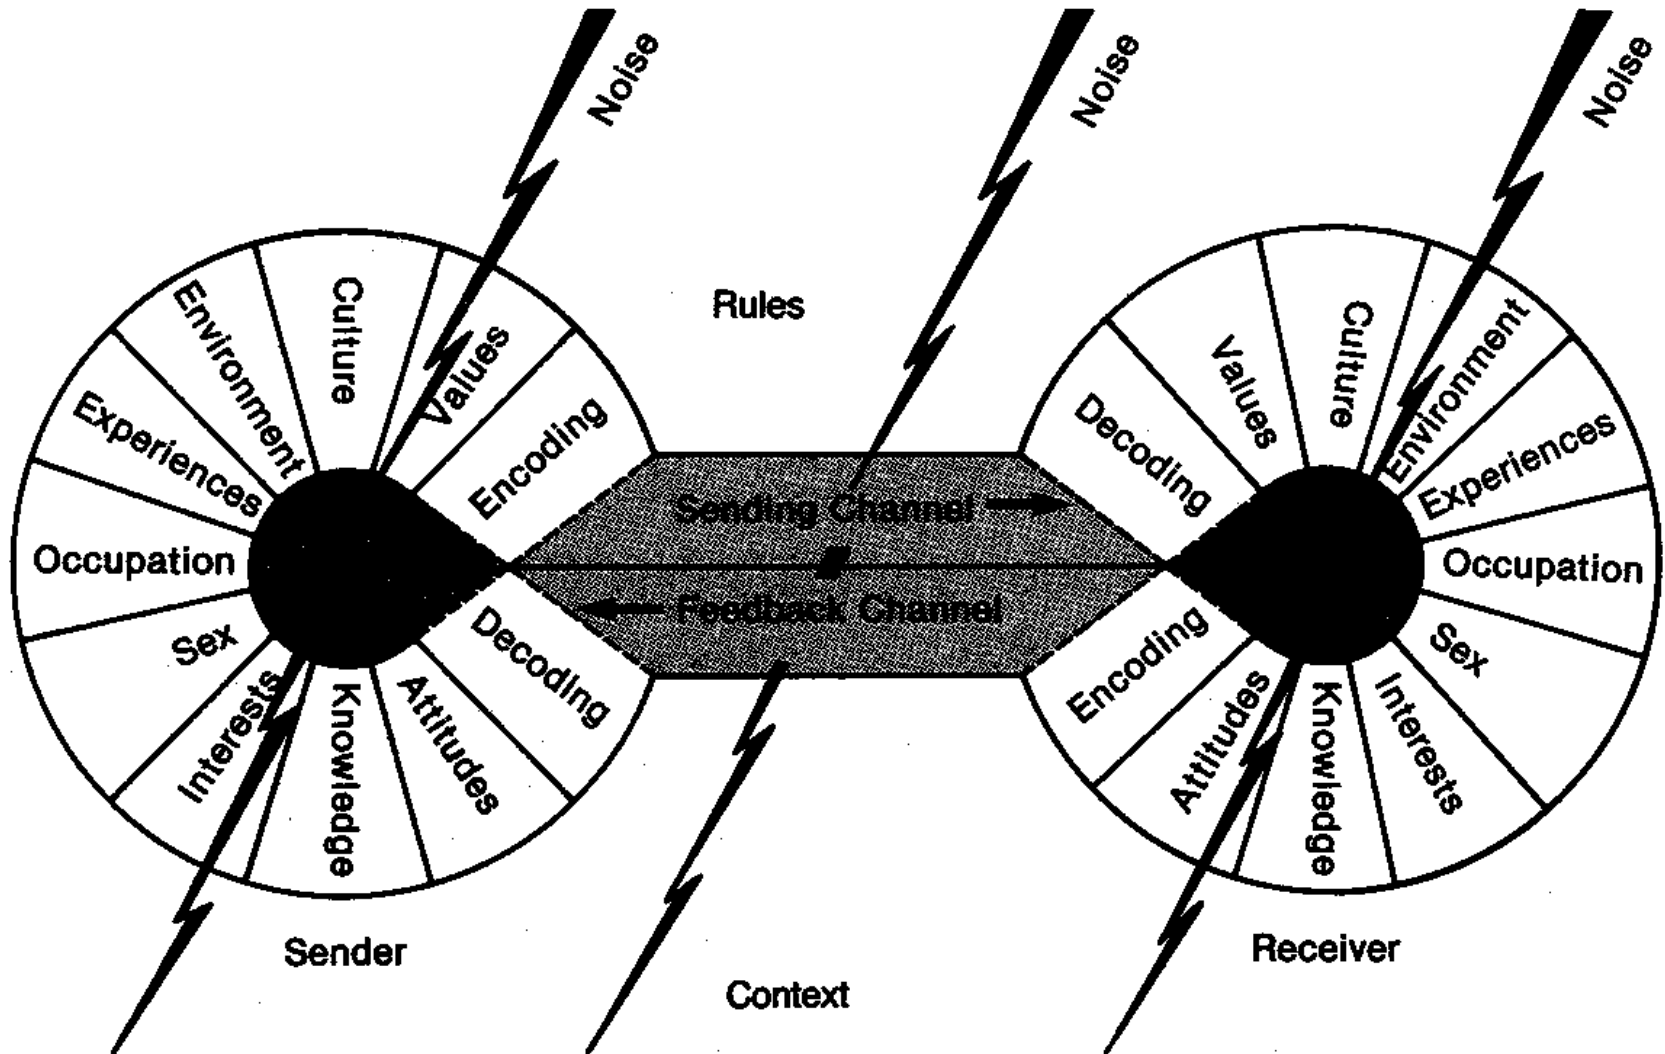 Noise
Noise
Noise
Rules
Culture
Values
Encoding
Environment
Experiences
Occupation
Sex
Interests
Knowledge
Attitudes
Decoding
Sending Channel
Feedback Channel
Decoding
Values
Culture
Environment
Experiences
Occupation
Sex
Interests
Knowledge
Attitudes
Encoding
Sender
Receiver
Context